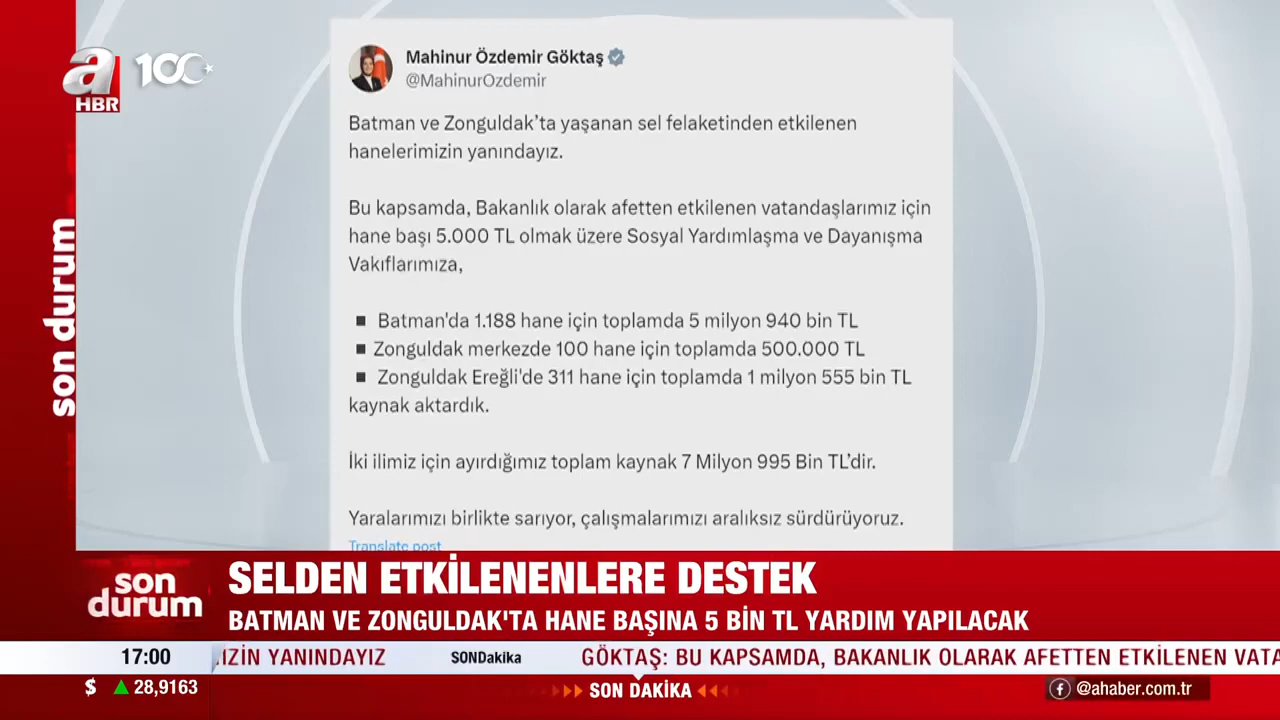 a
HBR
100
son durum
Mahinur Özdemir Göktaş
@MahinurOzdemir
Batman ve Zonguldak’ta yaşanan sel felaketinden etkilenen
hanelerimizin yanındayız.
Bu kapsamda, Bakanlık olarak afetten etkilenen vatandaşlarımız için
hane başı 5.000 TL olmak üzere Sosyal Yardımlaşma ve Dayanışma
Vakıflarımıza,
▪ Batman'da 1.188 hane için toplamda 5 milyon 940 bin TL
▪ Zonguldak merkezde 100 hane için toplamda 500.000 TL
▪ Zonguldak Ereğli'de 311 hane için toplamda 1 milyon 555 bin TL
kaynak aktardık.
İki ilimiz için ayırdığımız toplam kaynak 7 Milyon 995 Bin TL’dir.
Yaralarımızı birlikte sarıyor, çalışmalarımızı aralıksız sürdürüyoruz.
Translate post
son
durum
SELDEN ETKİLENENLERE DESTEK
BATMAN VE ZONGULDAK'TA HANE BAŞINA 5 BİN TL YARDIM YAPILACAK
17:00
İZİN YANINDAYIZ SONDakika GÖKTAŞ: BU KAPSAMDA, BAKANLIK OLARAK AFETTEN ETKİLENEN VATA
$ ▲ 28,9163
SON DAKİKA
@ahaber.com.tr